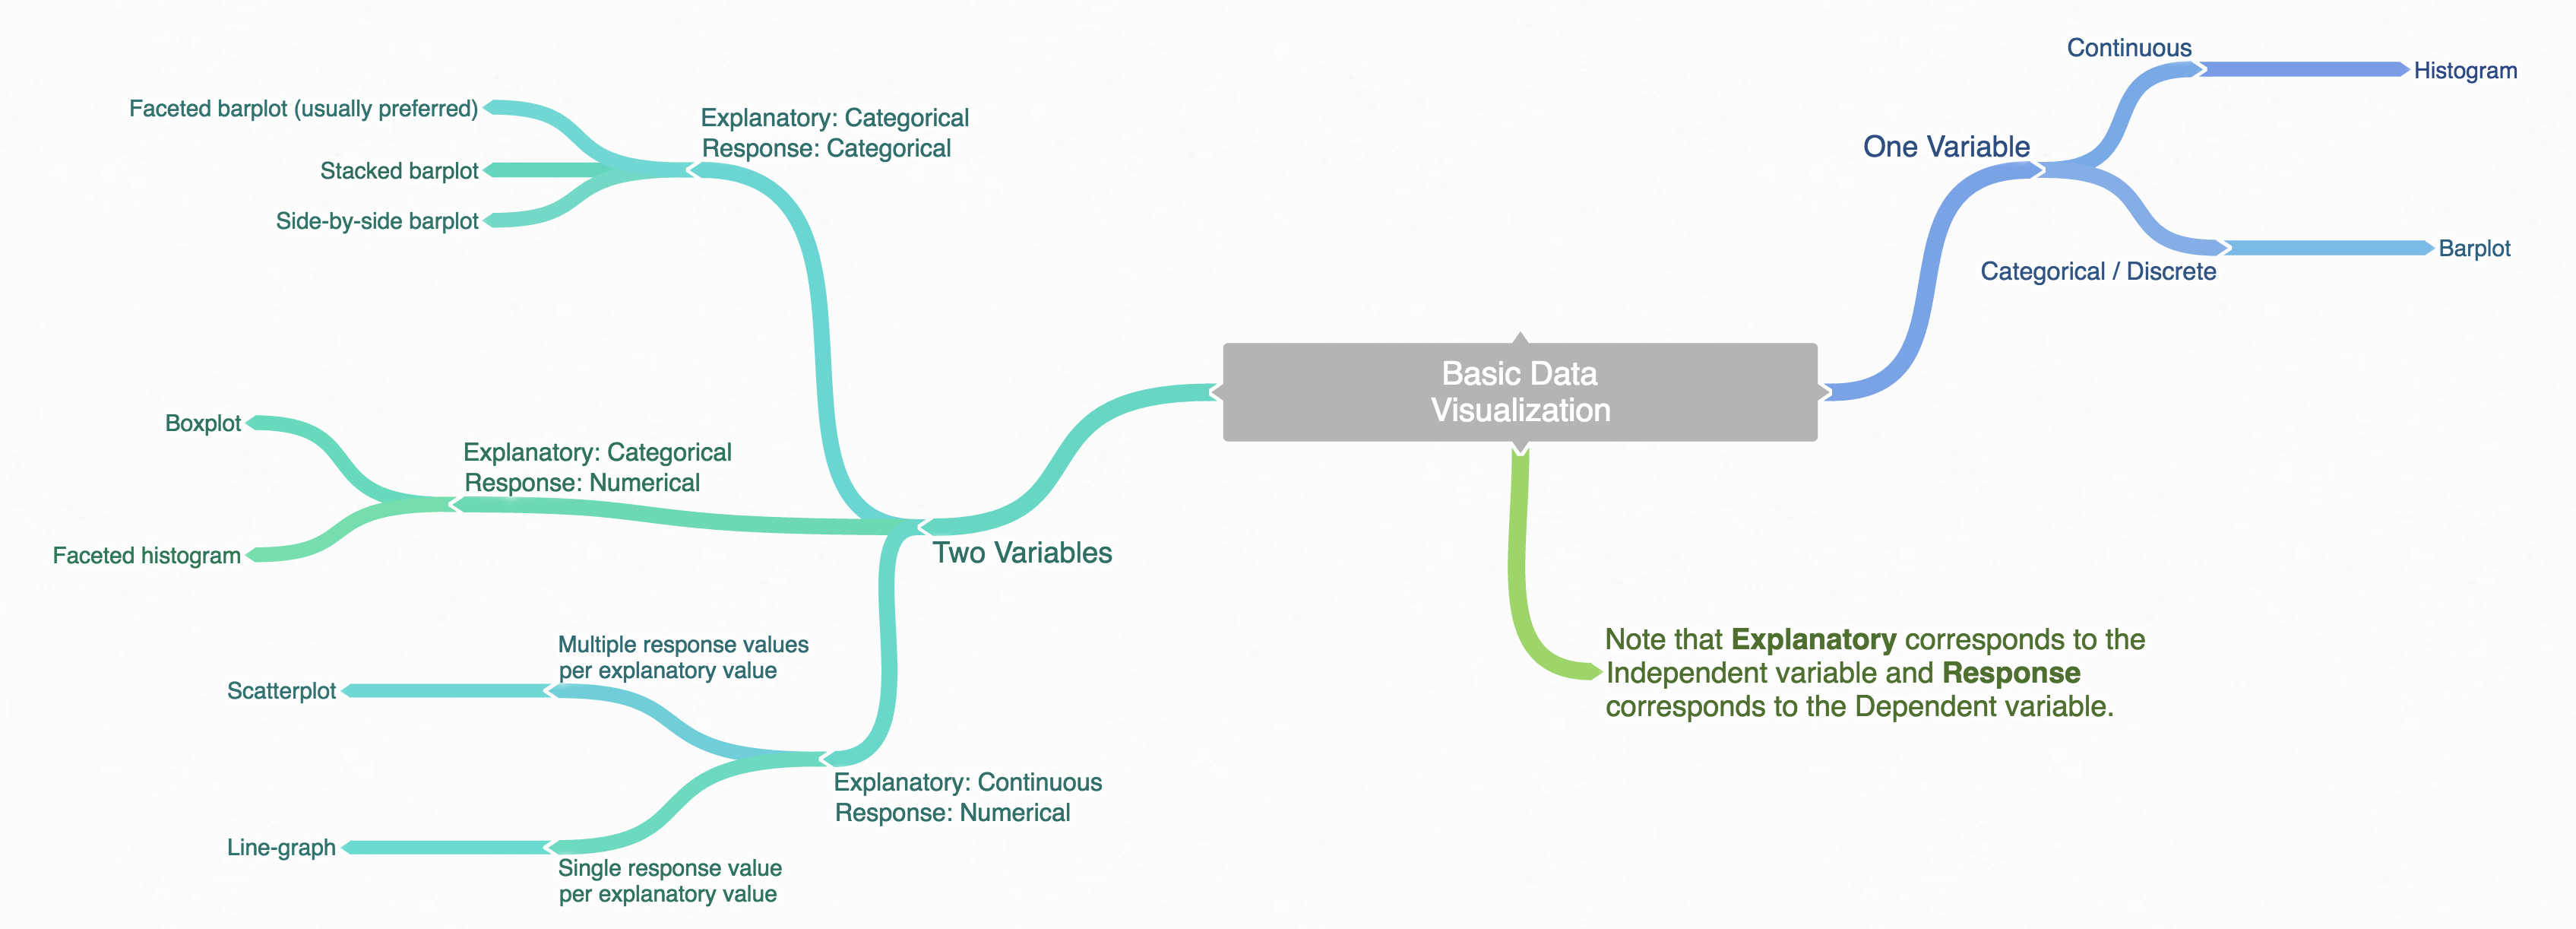 Basic Data
Visualization
One Variable
Continuous
Histogram
Categorical / Discrete
Barplot
Note that Explanatory corresponds to the
Independent variable and Response
corresponds to the Dependent variable.
Two Variables
Explanatory: Categorical
Response: Categorical
Faceted barplot (usually preferred)
Stacked barplot
Side-by-side barplot
Explanatory: Categorical
Response: Numerical
Boxplot
Faceted histogram
Explanatory: Continuous
Response: Numerical
Multiple response values
per explanatory value
Scatterplot
Single response value
per explanatory value
Line-graph